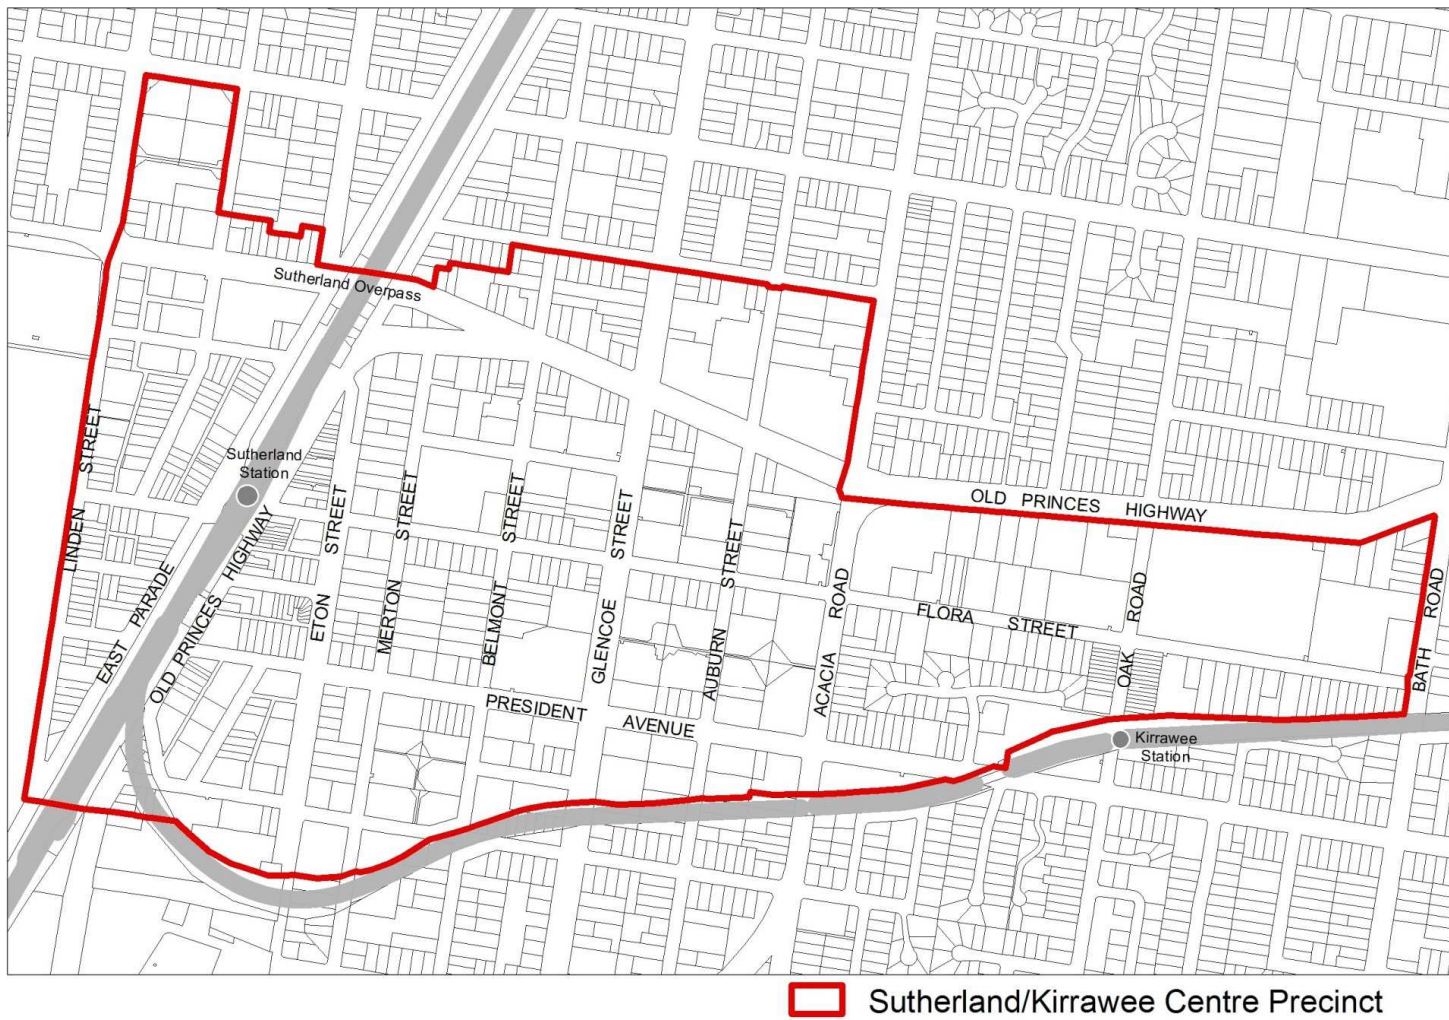 Sutherland Overpass
LINDEN STREET
Sutherland
Station
EAST PARADE
OLD PRINCES HIGHWAY
ETON STREET
MERTON STREET
BELMONT STREET
GLENCOE STREET
AUBURN STREET
ACACIA ROAD
OLD PRINCES HIGHWAY
FLORA STREET
OAK ROAD
BATH ROAD
PRESIDENT AVENUE
Kirrawee
Station
Sutherland/Kirrawee Centre Precinct